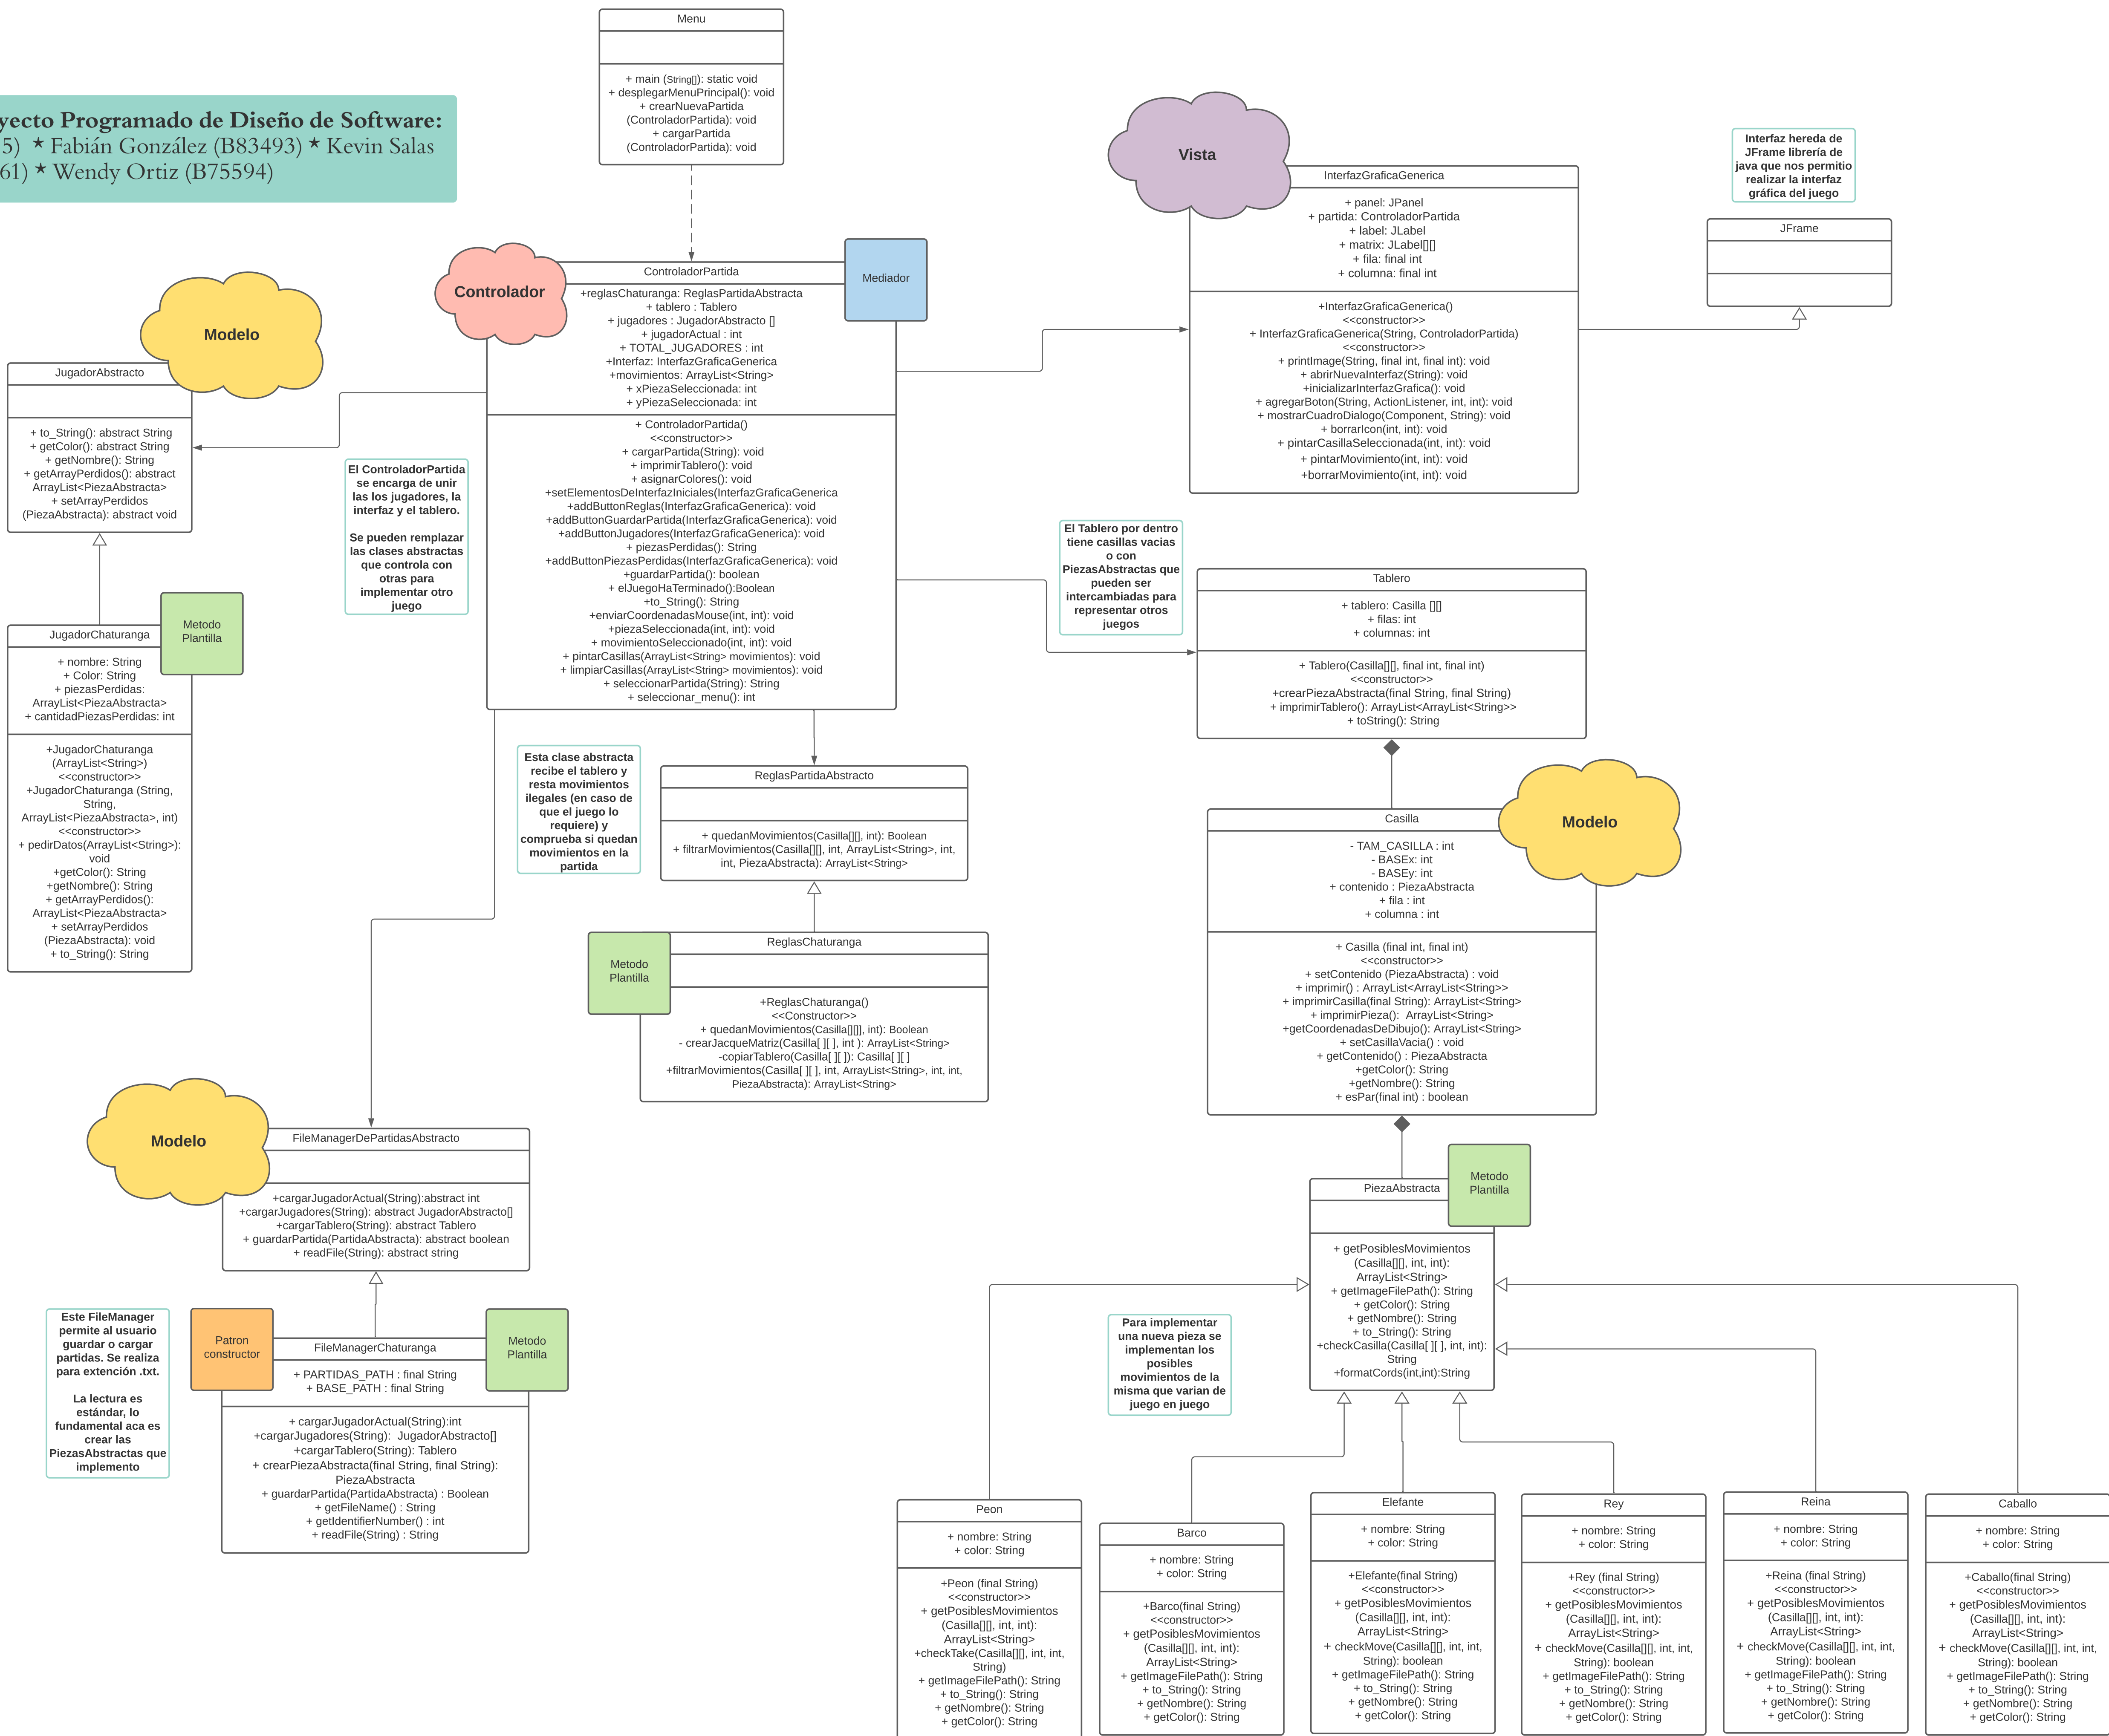 Menu
+ main (String[]): static void
+ desplegarMenuPrincipal(): void
+ crearNuevaPartida
(ControladorPartida): void
+ cargarPartida
(ControladorPartida): void
yecto Programado de Diseño de Software:
5) ★ Fabián González (B83493) ★ Kevin Salas
61) ★ Wendy Ortiz (B75594)
Vista
InterfazGraficaGenerica
+ panel: JPanel
+ partida: ControladorPartida
+ label: JLabel
+ matrix: JLabel[][]
+ fila: final int
+ columna: final int
+InterfazGraficaGenerica()
<<constructor>>
+ InterfazGraficaGenerica(String, ControladorPartida)
<<constructor>>
+ printImage(String, final int, final int): void
+ abrirNuevaInterfaz(String): void
+inicializarInterfazGrafica(): void
+ agregarBoton(String, ActionListener, int, int): void
+ mostrarCuadroDialogo(Component, String): void
+ borrarIcon(int, int): void
+ pintarCasillaSeleccionada(int, int): void
+ pintarMovimiento(int, int): void
+borrarMovimiento(int, int): void
Interfaz hereda de
JFrame librería de
java que nos permitio
realizar la interfaz
gráfica del juego
JFrame
Controlador
ControladorPartida
Mediador
+reglasChaturanga: ReglasPartidaAbstracta
+ tablero : Tablero
+ jugadores : JugadorAbstracto []
+ jugadorActual : int
+ TOTAL_JUGADORES : int
+Interfaz: InterfazGraficaGenerica
+movimientos: ArrayList<String>
+ xPiezaSeleccionada: int
+ yPiezaSeleccionada: int
+ ControladorPartida()
<<constructor>>
+ cargarPartida(String): void
+ imprimirTablero(): void
+ asignarColores(): void
+setElementosDeInterfazIniciales(InterfazGraficaGenerica
+addButtonReglas(InterfazGraficaGenerica): void
+addButtonGuardarPartida(InterfazGraficaGenerica): void
+addButtonJugadores(InterfazGraficaGenerica): void
+ piezasPerdidas(): String
+addButtonPiezasPerdidas(InterfazGraficaGenerica): void
+guardarPartida(): boolean
+ elJuegoHaTerminado():Boolean
+to_String(): String
+enviarCoordenadasMouse(int, int): void
+piezaSeleccionada(int, int): void
+ movimientoSeleccionado(int, int): void
+ pintarCasillas(ArrayList<String> movimientos): void
+ limpiarCasillas(ArrayList<String> movimientos): void
+ seleccionarPartida(String): String
+ seleccionar_menu(): int
Modelo
JugadorAbstracto
+ to_String(): abstract String
+ getColor(): abstract String
+ getNombre(): String
+ getArrayPerdidos(): abstract
ArrayList<PiezaAbstracta>
+ setArrayPerdidos
(PiezaAbstracta): abstract void
El ControladorPartida
se encarga de unir
las los jugadores, la
interfaz y el tablero.
Se pueden remplazar
las clases abstractas
que controla con
otras para
implementar otro
juego
Metodo
Plantilla
JugadorChaturanga
+ nombre: String
+ Color: String
+ piezasPerdidas:
ArrayList<PiezaAbstracta>
+ cantidadPiezasPerdidas: int
+JugadorChaturanga
(ArrayList<String>)
<<constructor>>
+JugadorChaturanga (String,
String,
ArrayList<PiezaAbstracta>, int)
<<constructor>>
+ pedirDatos(ArrayList<String>):
void
+getColor(): String
+getNombre(): String
+ getArrayPerdidos():
ArrayList<PiezaAbstracta>
+ setArrayPerdidos
(PiezaAbstracta): void
+ to_String(): String
El Tablero por dentro
tiene casillas vacias
o con
PiezasAbstractas que
pueden ser
intercambiadas para
representar otros
juegos
Tablero
+ tablero: Casilla [][]
+ filas: int
+ columnas: int
+ Tablero(Casilla[][], final int, final int)
<<constructor>>
+crearPiezaAbstracta(final String, final String)
+ imprimirTablero(): ArrayList<ArrayList<String>>
+ toString(): String
Esta clase abstracta
recibe el tablero y
resta movimientos
ilegales (en caso de
que el juego lo
requiere) y
comprueba si quedan
movimientos en la
partida
ReglasPartidaAbstracto
+ quedanMovimientos(Casilla[][], int): Boolean
+ filtrarMovimientos(Casilla[][], int, ArrayList<String>, int,
int, PiezaAbstracta): ArrayList<String>
Metodo
Plantilla
ReglasChaturanga
+ReglasChaturanga()
<<Constructor>>
+ quedanMovimientos(Casilla[][]], int): Boolean
- crearJacqueMatriz(Casilla[ ][ ], int ): ArrayList<String>
-copiarTablero(Casilla[ ][ ]): Casilla[ ][ ]
+filtrarMovimientos(Casilla[ ][ ], int, ArrayList<String>, int, int,
PiezaAbstracta): ArrayList<String>
Modelo
Casilla
- TAM_CASILLA : int
- BASEx: int
- BASEy: int
+ contenido : PiezaAbstracta
+ fila : int
+ columna : int
+ Casilla (final int, final int)
<<constructor>>
+ setContenido (PiezaAbstracta) : void
+ imprimir() : ArrayList<ArrayList<String>>
+ imprimirCasilla(final String): ArrayList<String>
+ imprimirPieza(): ArrayList<String>
+getCoordenadasDeDibujo(): ArrayList<String>
+ setCasillaVacia() : void
+ getContenido() : PiezaAbstracta
+getColor(): String
+getNombre(): String
+ esPar(final int) : boolean
Modelo
FileManagerDePartidasAbstracto
+cargarJugadorActual(String):abstract int
+cargarJugadores(String): abstract JugadorAbstracto[]
+cargarTablero(String): abstract Tablero
+ guardarPartida(PartidaAbstracta): abstract boolean
+ readFile(String): abstract string
Este FileManager
permite al usuario
guardar o cargar
partidas. Se realiza
para extención .txt.
La lectura es
estándar, lo
fundamental aca es
crear las
PiezasAbstractas que
implemento
Patron
constructor
FileManagerChaturanga
Metodo
Plantilla
+ PARTIDAS_PATH : final String
+ BASE_PATH : final String
+ cargarJugadorActual(String):int
+cargarJugadores(String): JugadorAbstracto[]
+cargarTablero(String): Tablero
+ crearPiezaAbstracta(final String, final String):
PiezaAbstracta
+ guardarPartida(PartidaAbstracta) : Boolean
+ getFileName() : String
+ getIdentifierNumber() : int
+ readFile(String) : String
Metodo
Plantilla
PiezaAbstracta
+ getPosiblesMovimientos
(Casilla[][], int, int):
ArrayList<String>
+ getImageFilePath(): String
+ getColor(): String
+ getNombre(): String
+ to_String(): String
+checkCasilla(Casilla[ ][ ], int, int):
String
+formatCords(int,int):String
Para implementar
una nueva pieza se
implementan los
posibles
movimientos de la
misma que varian de
juego en juego
Peon
+ nombre: String
+ color: String
+Peon (final String)
<<constructor>>
+ getPosiblesMovimientos
(Casilla[][], int, int):
ArrayList<String>
+checkTake(Casilla[][], int, int,
String)
+ getImageFilePath(): String
+ to_String(): String
+ getNombre(): String
+ getColor(): String
Barco
+ nombre: String
+ color: String
+Barco(final String)
<<constructor>>
+ getPosiblesMovimientos
(Casilla[][], int, int):
ArrayList<String>
+ getImageFilePath(): String
+ to_String(): String
+ getNombre(): String
+ getColor(): String
Elefante
+ nombre: String
+ color: String
+Elefante(final String)
<<constructor>>
+ getPosiblesMovimientos
(Casilla[][], int, int):
ArrayList<String>
+ checkMove(Casilla[][], int, int,
String): boolean
+ getImageFilePath(): String
+ to_String(): String
+ getNombre(): String
+ getColor(): String
Rey
+ nombre: String
+ color: String
+Rey (final String)
<<constructor>>
+ getPosiblesMovimientos
(Casilla[][], int, int):
ArrayList<String>
+ checkMove(Casilla[][], int, int,
String): boolean
+ getImageFilePath(): String
+ to_String(): String
+ getNombre(): String
+ getColor(): String
Reina
+ nombre: String
+ color: String
+Reina (final String)
<<constructor>>
+ getPosiblesMovimientos
(Casilla[][], int, int):
ArrayList<String>
+ checkMove(Casilla[][], int, int,
String): boolean
+ getImageFilePath(): String
+ to_String(): String
+ getNombre(): String
+ getColor(): String
Caballo
+ nombre: String
+ color: String
+Caballo(final String)
<<constructor>>
+ getPosiblesMovimientos
(Casilla[][], int, int):
ArrayList<String>
+ checkMove(Casilla[][], int, int,
String): boolean
+ getImageFilePath(): String
+ to_String(): String
+ getNombre(): String
+ getColor(): String